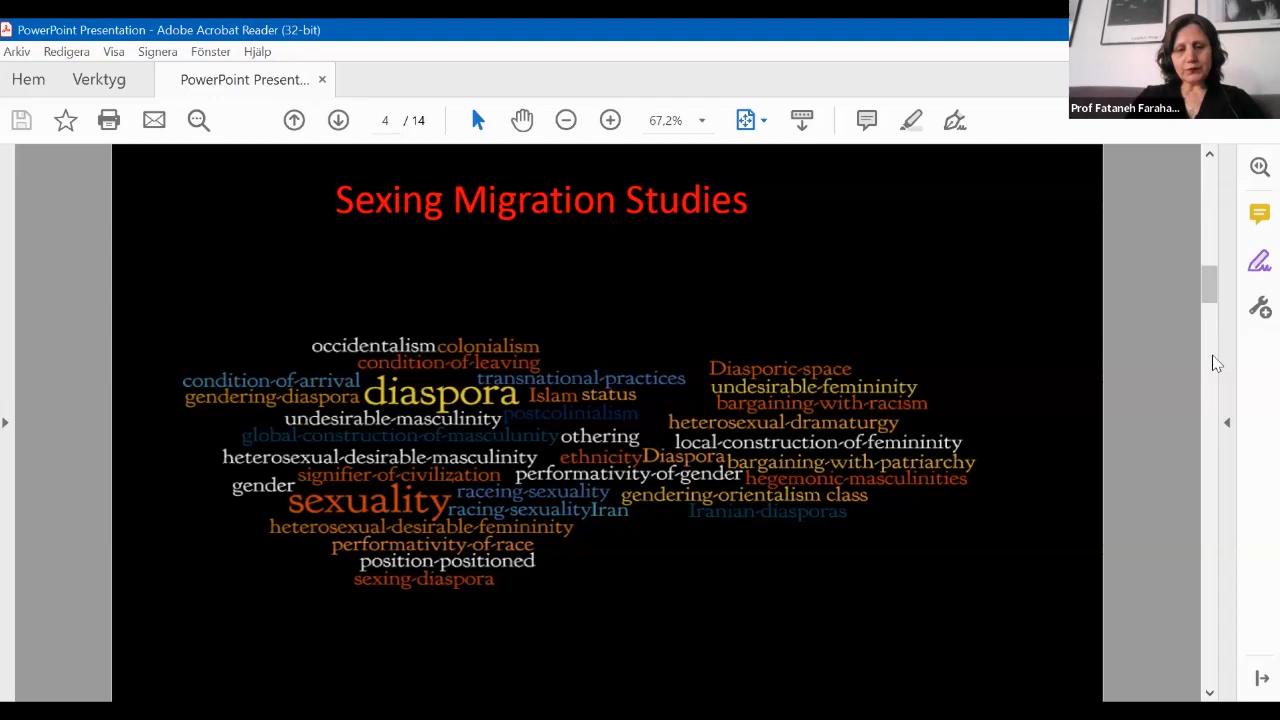 PowerPoint Presentation - Adobe Acrobat Reader (32-bit)
Arkiv Redigera Visa Signera Fönster Hjälp
Hem Verktyg PowerPoint Present... ×
4 / 14 67,2%
Prof Fataneh Faraha...
Sexing Migration Studies
occidentalism colonialism
condition-of-leaving
condition-of-arrival diaspora transnational-practices
gendering-diaspora Islam status
undesirable-masculinity postcolinialism
global-construction-of-masculunity othering
heterosexual-desirable-masculinity ethnicity
signifier-of-civilization performativity-of-gender
gender sexuality raceing-sexuality
racing-sexuality Iran
heterosexual-desirable-femininity
performativity-of-race
position-positioned
sexing-diaspora
Diasporic-space
undesirable-femininity
bargaining-with-racism
heterosexual-dramaturgy
local-construction-of-femininity
Diaspora bargaining-with-patriarchy
hegemonic-masculinities
gendering-orientalism class
Iranian-diasporas